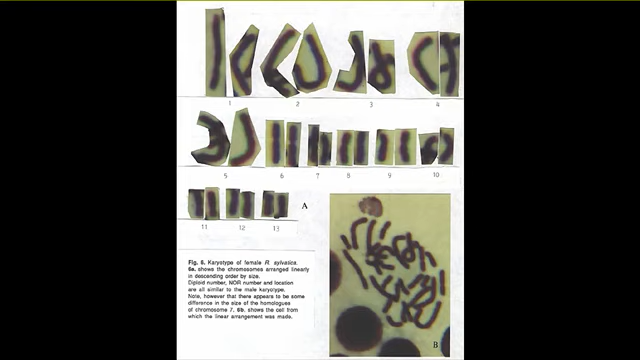 1 2 3 4
5 6 7 8 9 10
A
11 12 13
Fig. 6. Karyotype of female R. sylvatica.
6a. shows the chromosomes arranged linearly
in descending order by size.
Diploid number, NOR number and location
are all similar to the male karyotype.
Note, however that there appears to be some
difference in the size of the homologues
of chromosome 7. 6b. shows the cell from
which the linear arrangement was made.
B